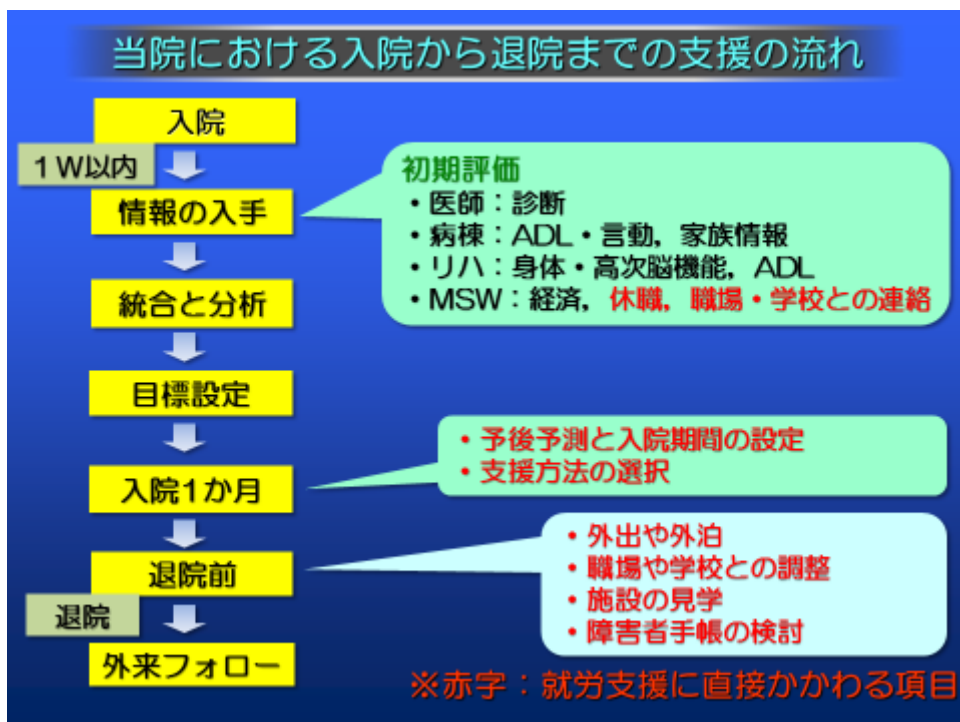 当院における入院から退院までの支援の流れ
入院
1W以内
情報の入手
初期評価
・医師：診断
・病棟：ADL・言動，家族情報
・リハ：身体・高次脳機能，ADL
・MSW：経済，休職，職場・学校との連絡
統合と分析
目標設定
入院1か月
・予後予測と入院期間の設定
・支援方法の選択
退院前
・外出や外泊
・職場や学校との調整
・施設の見学
・障害者手帳の検討
退院
外来フォロー
※赤字：就労支援に直接かかわる項目